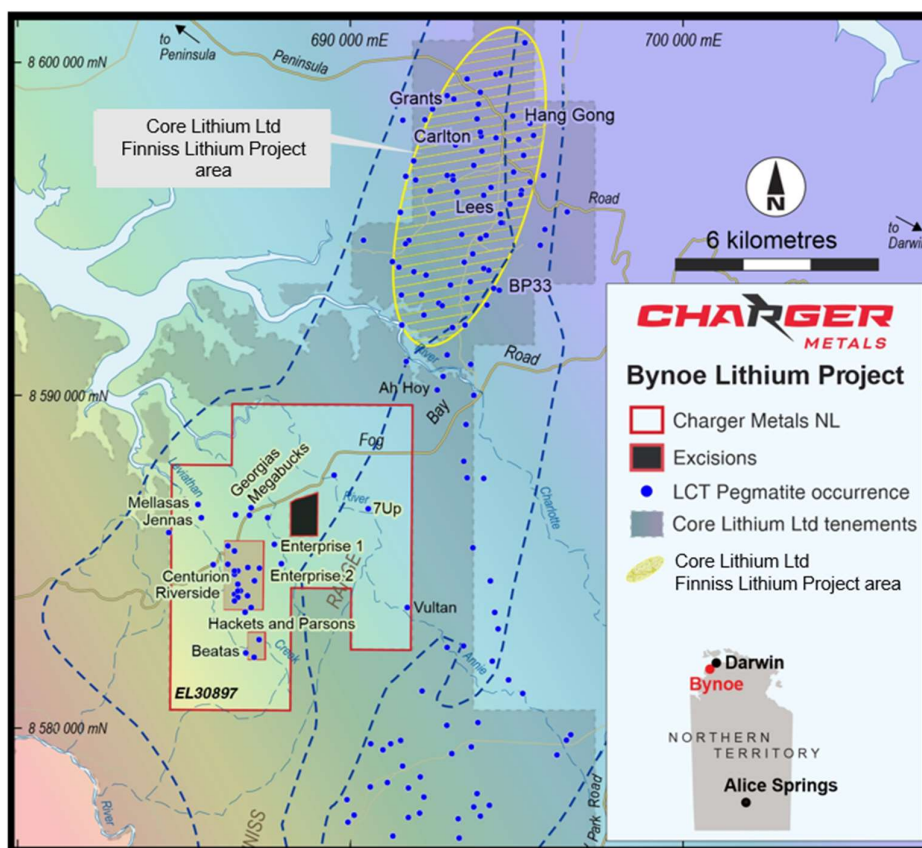 to
Peninsula
690 000 mE
700 000 mE
8 600 000 mN
Peninsula
Grants
Hang Gong
Carlton
Core Lithium Ltd
Finniss Lithium Project
area
Lees
Road
N
to
Darwin
6 kilometres
BP33
River
Road
Ah Hoy
Bay
8 590 000 mN
Fog
Leviathan
Georgias
Megabucks
River
7Up
Mellasas
Jennas
Charlotte
Enterprise 1
Centurion
Enterprise 2
Riverside
RANGE
Vultan
Hackets and Parsons
Beatas
Creek
Annie
EL30897
8 580 000 mN
River
NISS
Park Road
CHARGER
METALS
Bynoe Lithium Project
Charger Metals NL
Excisions
LCT Pegmatite occurrence
Core Lithium Ltd tenements
Core Lithium Ltd
Finniss Lithium Project area
Darwin
Bynoe
NORTHERN
TERRITORY
Alice Springs